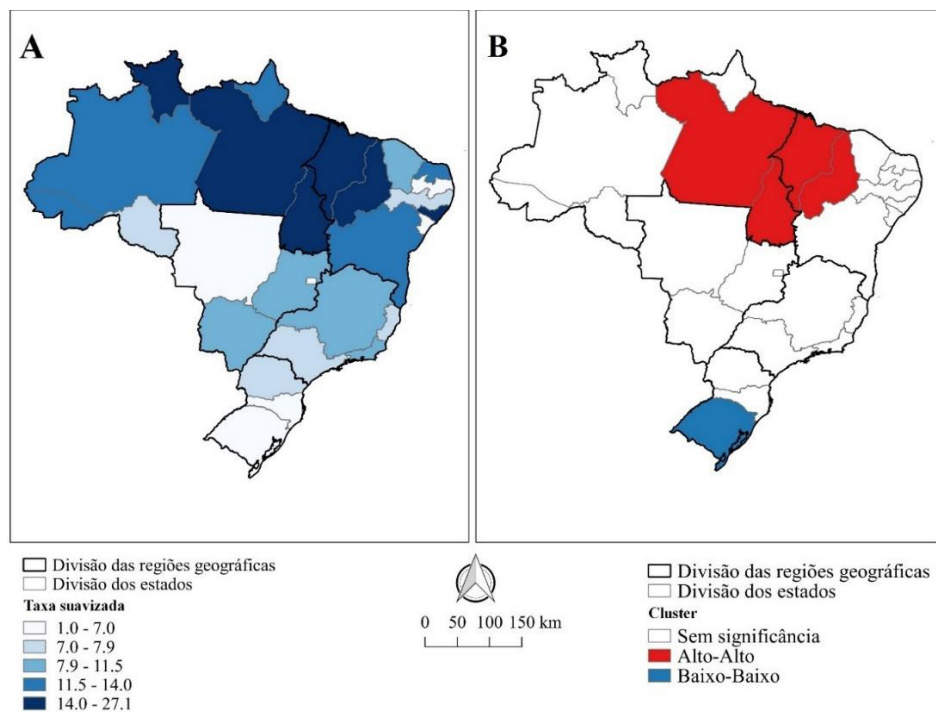 A
B
Divisão das regiões geográficas
Divisão dos estados
Taxa suavizada
1.0 - 7.0
7.0 - 7.9
7.9 - 11.5
11.5 - 14.0
14.0 - 27.1
0 50 100 150 km
Divisão das regiões geográficas
Divisão dos estados
Cluster
Sem significância
Alto-Alto
Baixo-Baixo